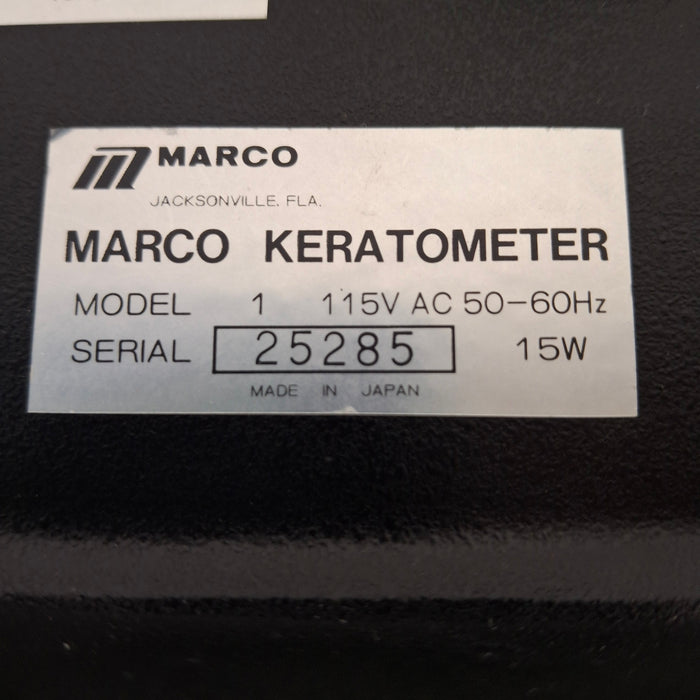 MARCO
JACKSONVILLE, FLA.
MARCO KERATOMETER
MODEL 1 115V AC 50-60Hz
SERIAL 25285 15W
MADE IN JAPAN